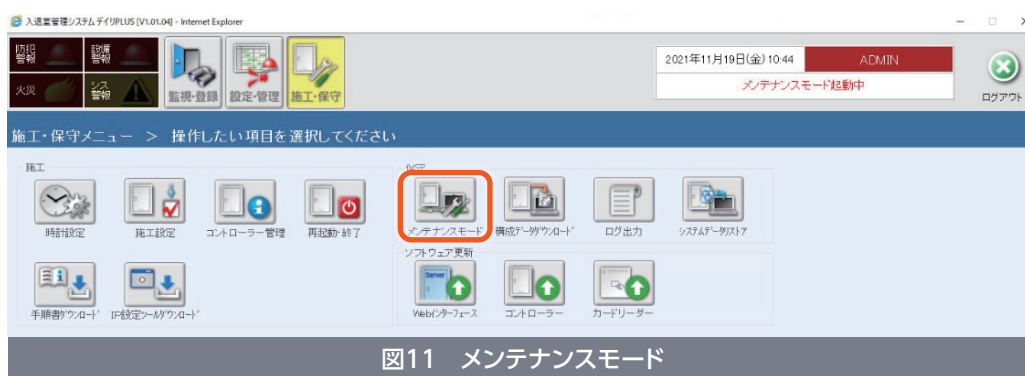 入退室管理システム デイリPLUS [V1.01.04] - Internet Explorer
防犯警報
設備警報
火災
シス警報
監視・登録
設定・管理
施工・保守
2021年11月19日(金) 10:44
ADMIN
メンテナンスモード起動中
ログアウト
施工・保守メニュー > 操作したい項目を選択してください
施工
時計設定
施工設定
コントローラー管理
再起動・終了
手順書ダウンロード
IP設定ツールダウンロード
メンテナンスモード
構成データダウンロード
ログ出力
システムデータリストア
ソフトウェア更新
Server
Webインターフェース
コントローラー
カードリーダー
図11 メンテナンスモード